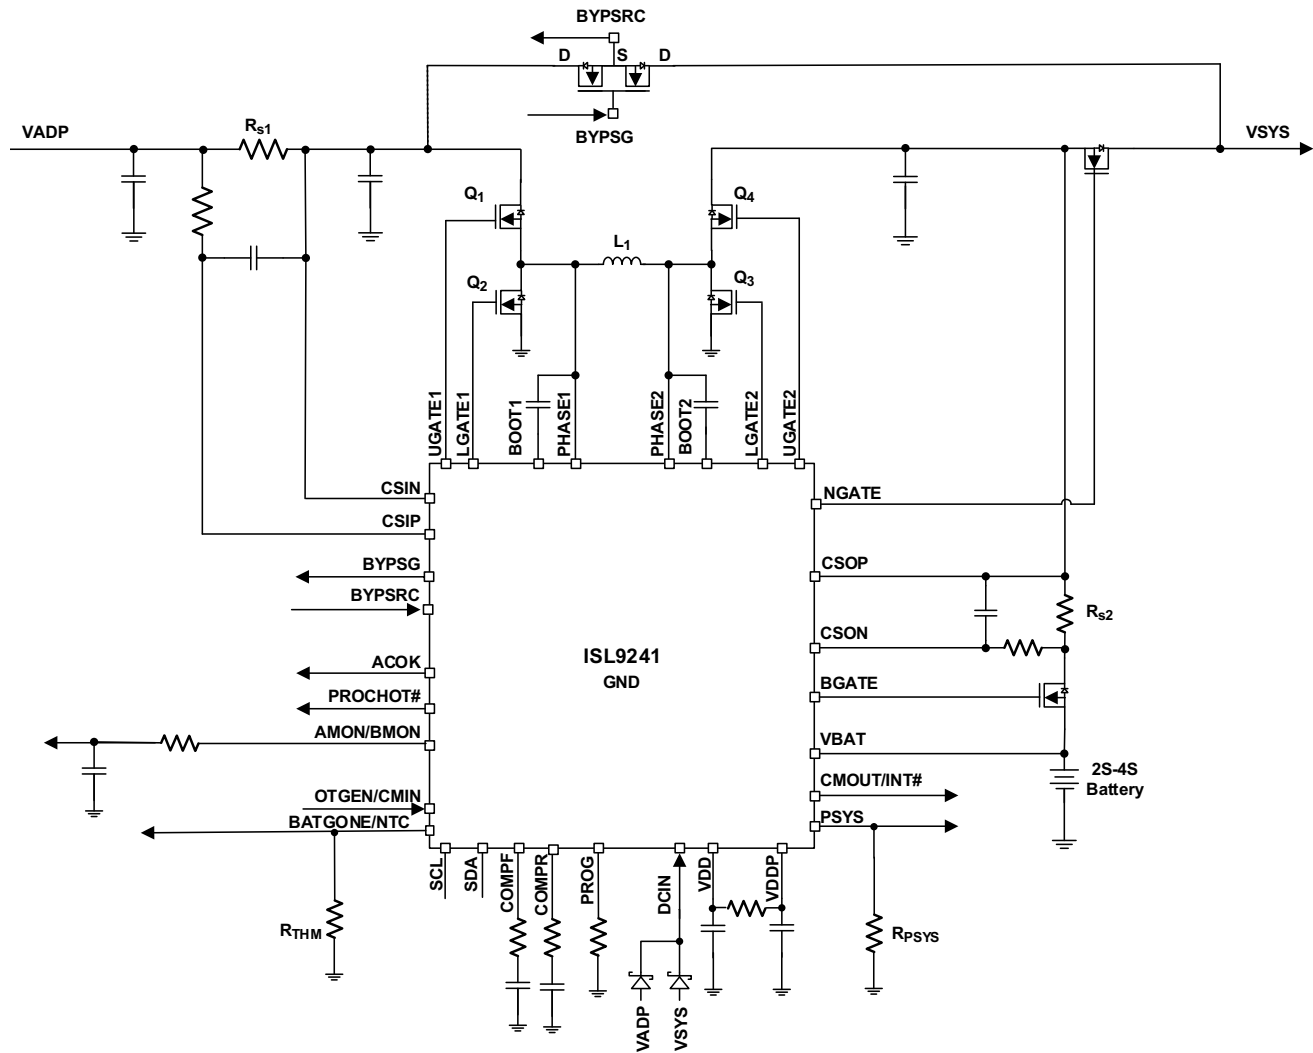 BYPSRC
D S D
BYPSG
VADP
Rs1
VSYS
Q1
Q4
L1
Q2
Q3
UGATE1
LGATE1
BOOT1
PHASE1
PHASE2
BOOT2
LGATE2
UGATE2
CSIN
CSIP
BYPSG
BYPSRC
ACOK
PROCHOT#
AMON/BMON
OTGEN/CMIN
BATGONE/NTC
ISL9241
GND
NGATE
CSOP
CSON
BGATE
VBAT
CMOUT/INT#
PSYS
Rs2
2S-4S
Battery
SCL
SDA
COMPF
COMPR
PROG
DCIN
VDD
VDDP
RTHM
RPSYS
VADP
VSYS